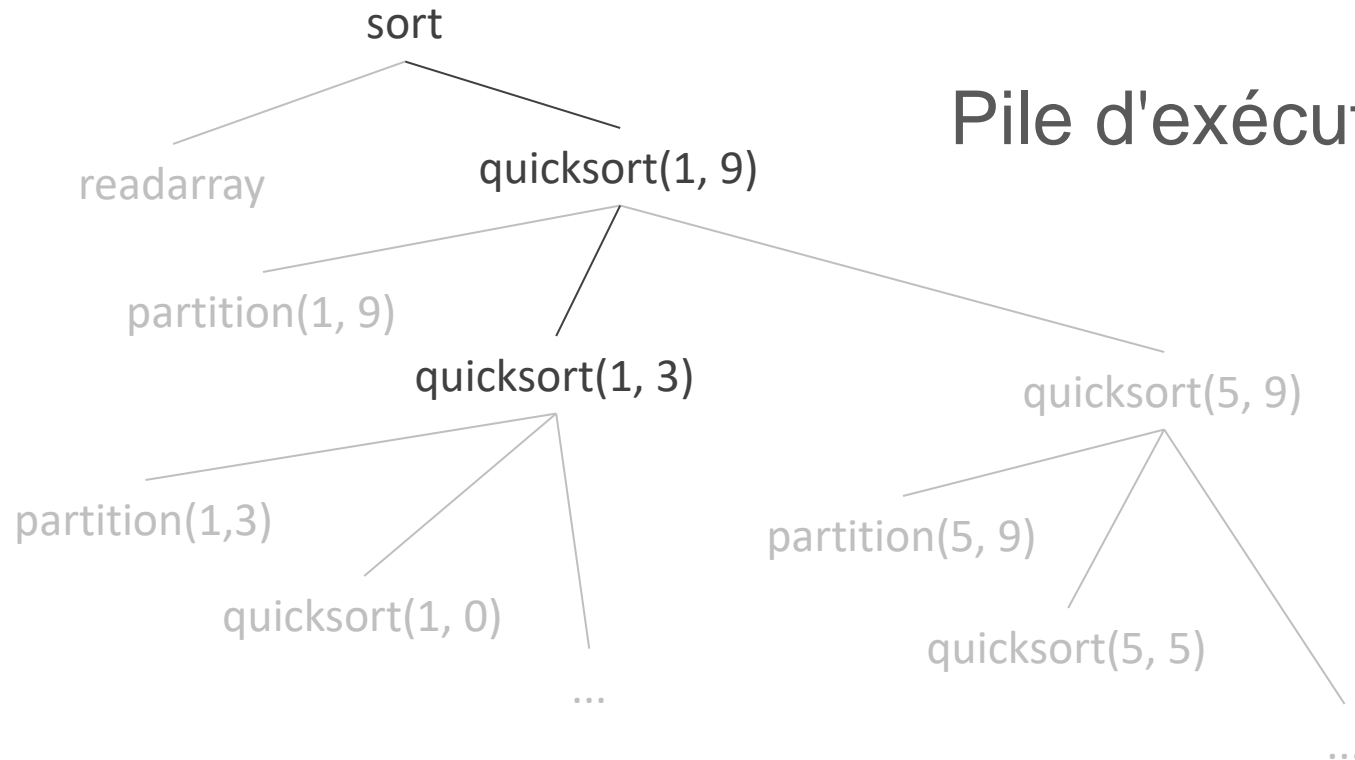 sort
Pile d'exécu
readarray
quicksort(1, 9)
partition(1, 9)
quicksort(1, 3)
quicksort(5, 9)
partition(1,3)
partition(5, 9)
quicksort(1, 0)
quicksort(5, 5)
...
...